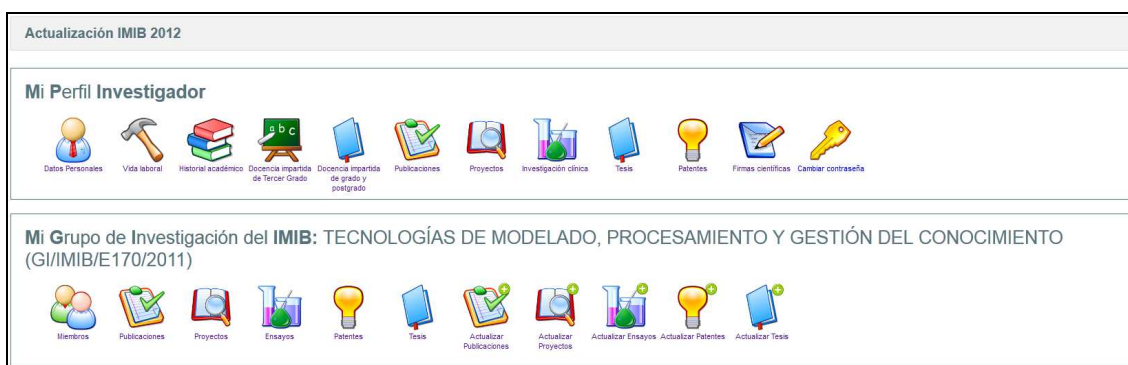 Actualización IMIB 2012
Mi Perfil Investigador
a b c
Datos Personales
Vida laboral
Historial académico
Docencia impartida
de Tercer Grado
Docencia impartida
de grado y
postgrado
Publicaciones
Proyectos
Investigación clínica
Tesis
Patentes
Firmas científicas
Cambiar contraseña
Mi Grupo de Investigación del IMIB: TECNOLOGÍAS DE MODELADO, PROCESAMIENTO Y GESTIÓN DEL CONOCIMIENTO
(GI/IMIB/E170/2011)
Miembros
Publicaciones
Proyectos
Ensayos
Patentes
Tesis
Actualizar
Publicaciones
Actualizar
Proyectos
Actualizar Ensayos
Actualizar Patentes
Actualizar Tesis